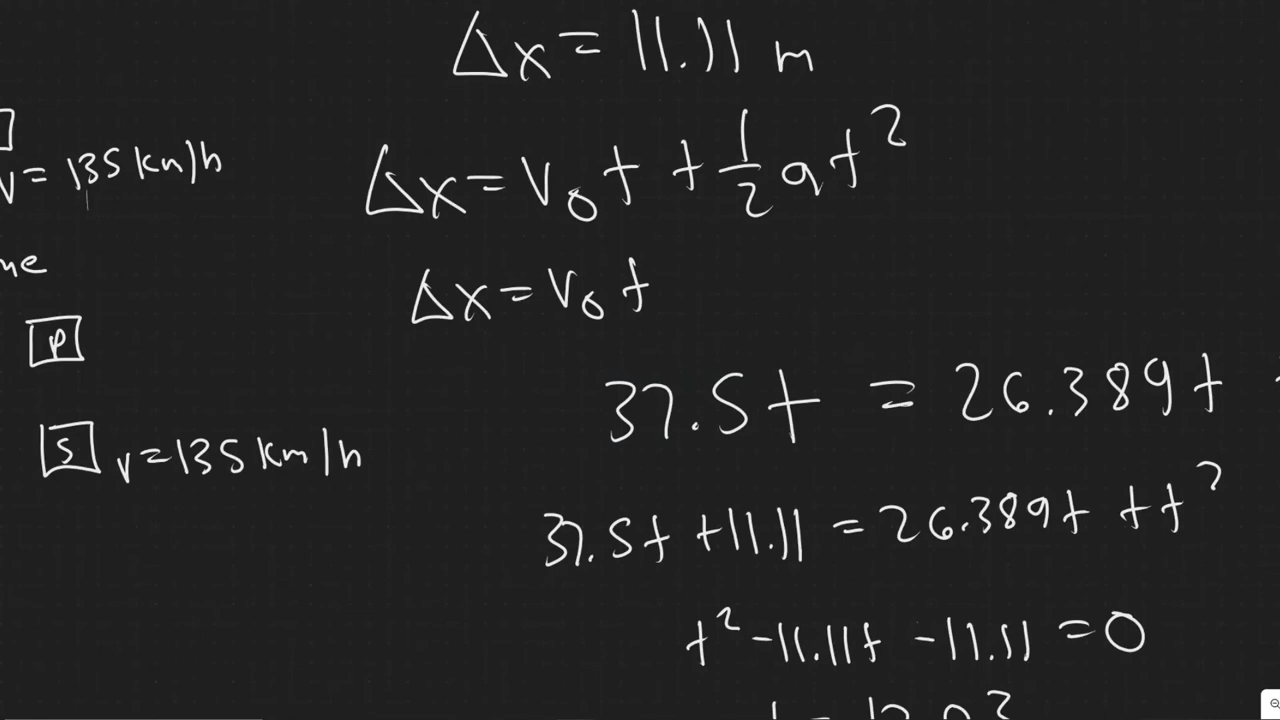 Δx = 11.11 m
v = 135 km/h
Δx = v₀t + ½at²
Δx = v₀t
P
37.5t = 26.389t
S v = 135 km/h
37.5t + 11.11 = 26.389t + t²
t² - 11.11t - 11.11 = 0